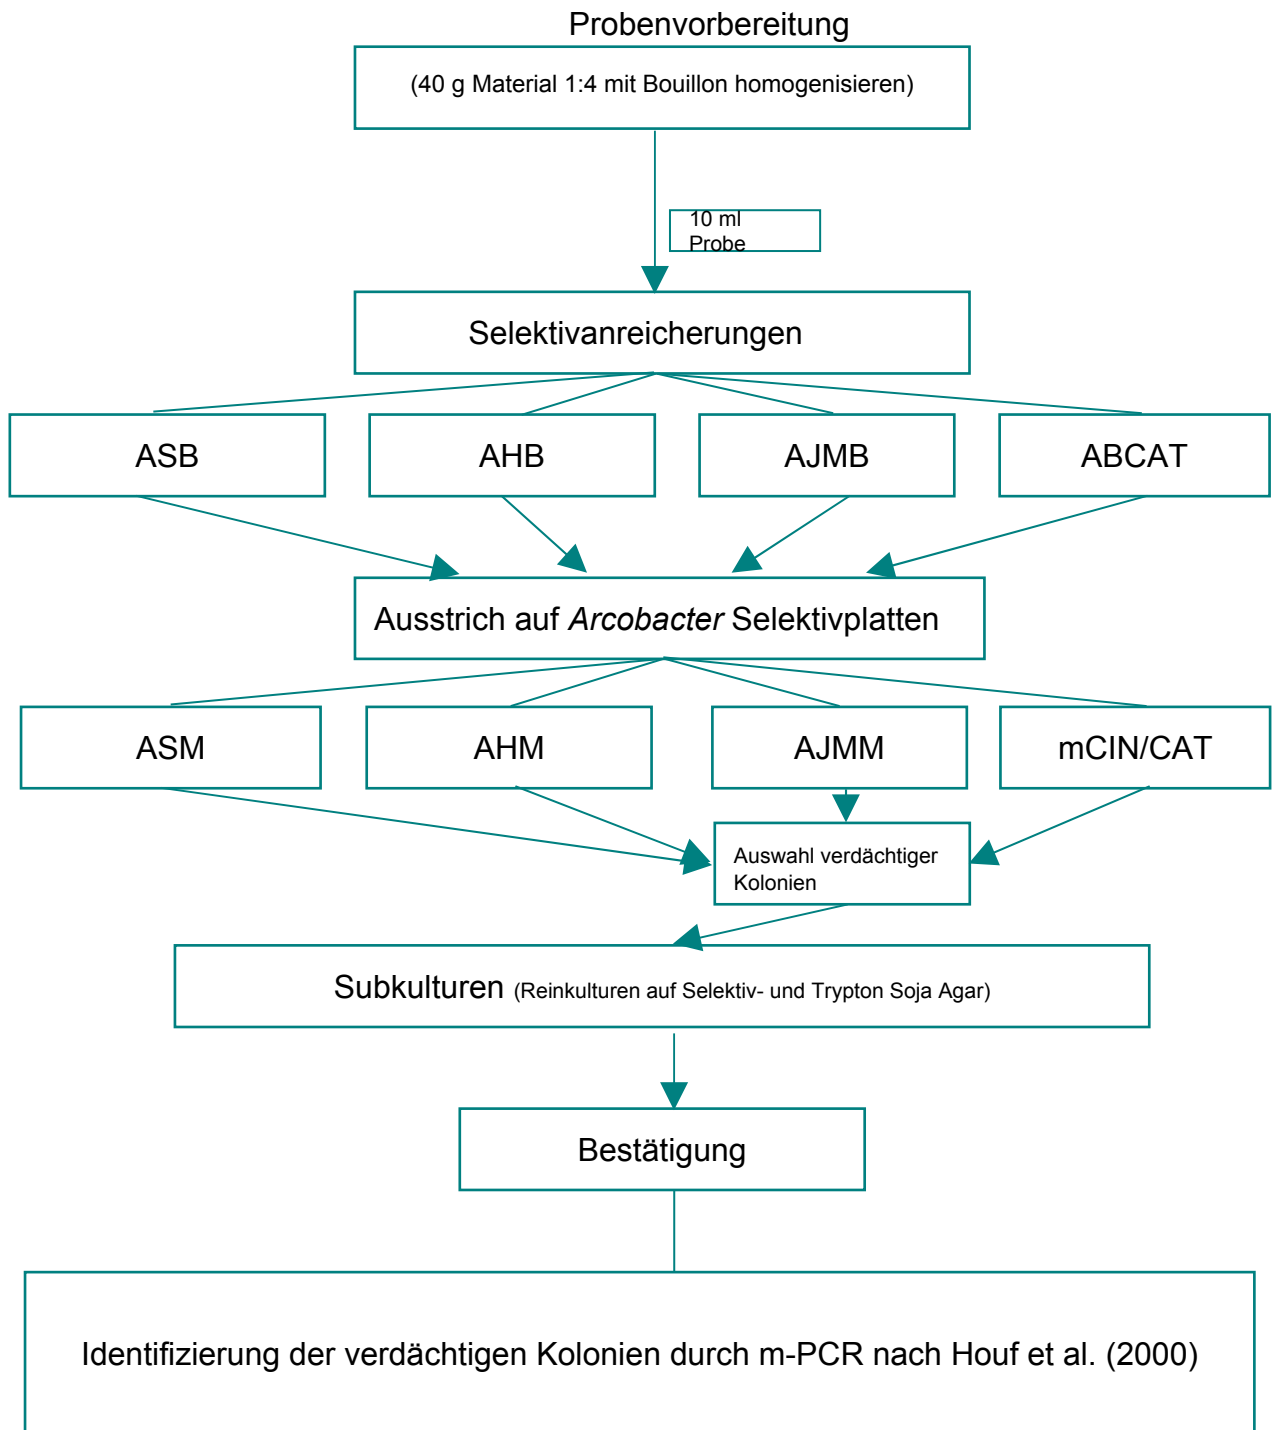 Probenvorbereitung
(40 g Material 1:4 mit Bouillon homogenisieren)
10 ml
Probe
Selektivanreicherungen
ASB
AHB
AJMB
ABCAT
Ausstrich auf Arcobacter Selektivplatten
ASM
AHM
AJMM
mCIN/CAT
Auswahl verdächtiger
Kolonien
Subkulturen (Reinkulturen auf Selektiv- und Trypton Soja Agar)
Bestätigung
Identifizierung der verdächtigen Kolonien durch m-PCR nach Houf et al. (2000)